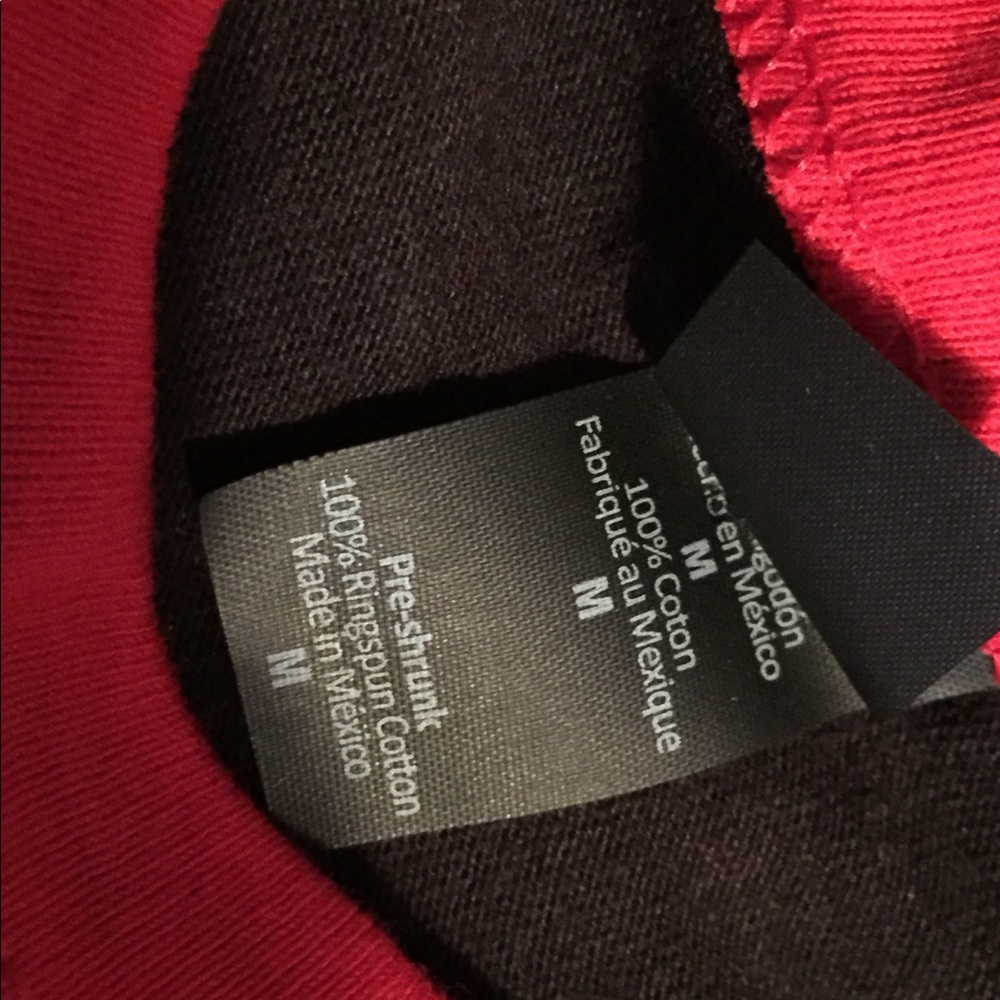 Pre-shrunk
100% Ringspun Cotton
Made in México
M
100% Coton
Fabriqué au Mexique
M
en México
M